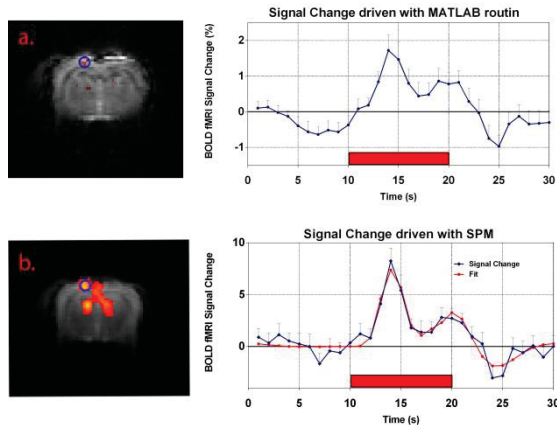 a.
Signal Change driven with MATLAB routin
BOLD fMRI Signal Change (%)
2
1
0
-1
0 5 10 15 20 25 30
Time (s)
b.
Signal Change driven with SPM
BOLD fMRI Signal Change
10
5
0
Signal Change
Fit
0 5 10 15 20 25 30
Time (s)